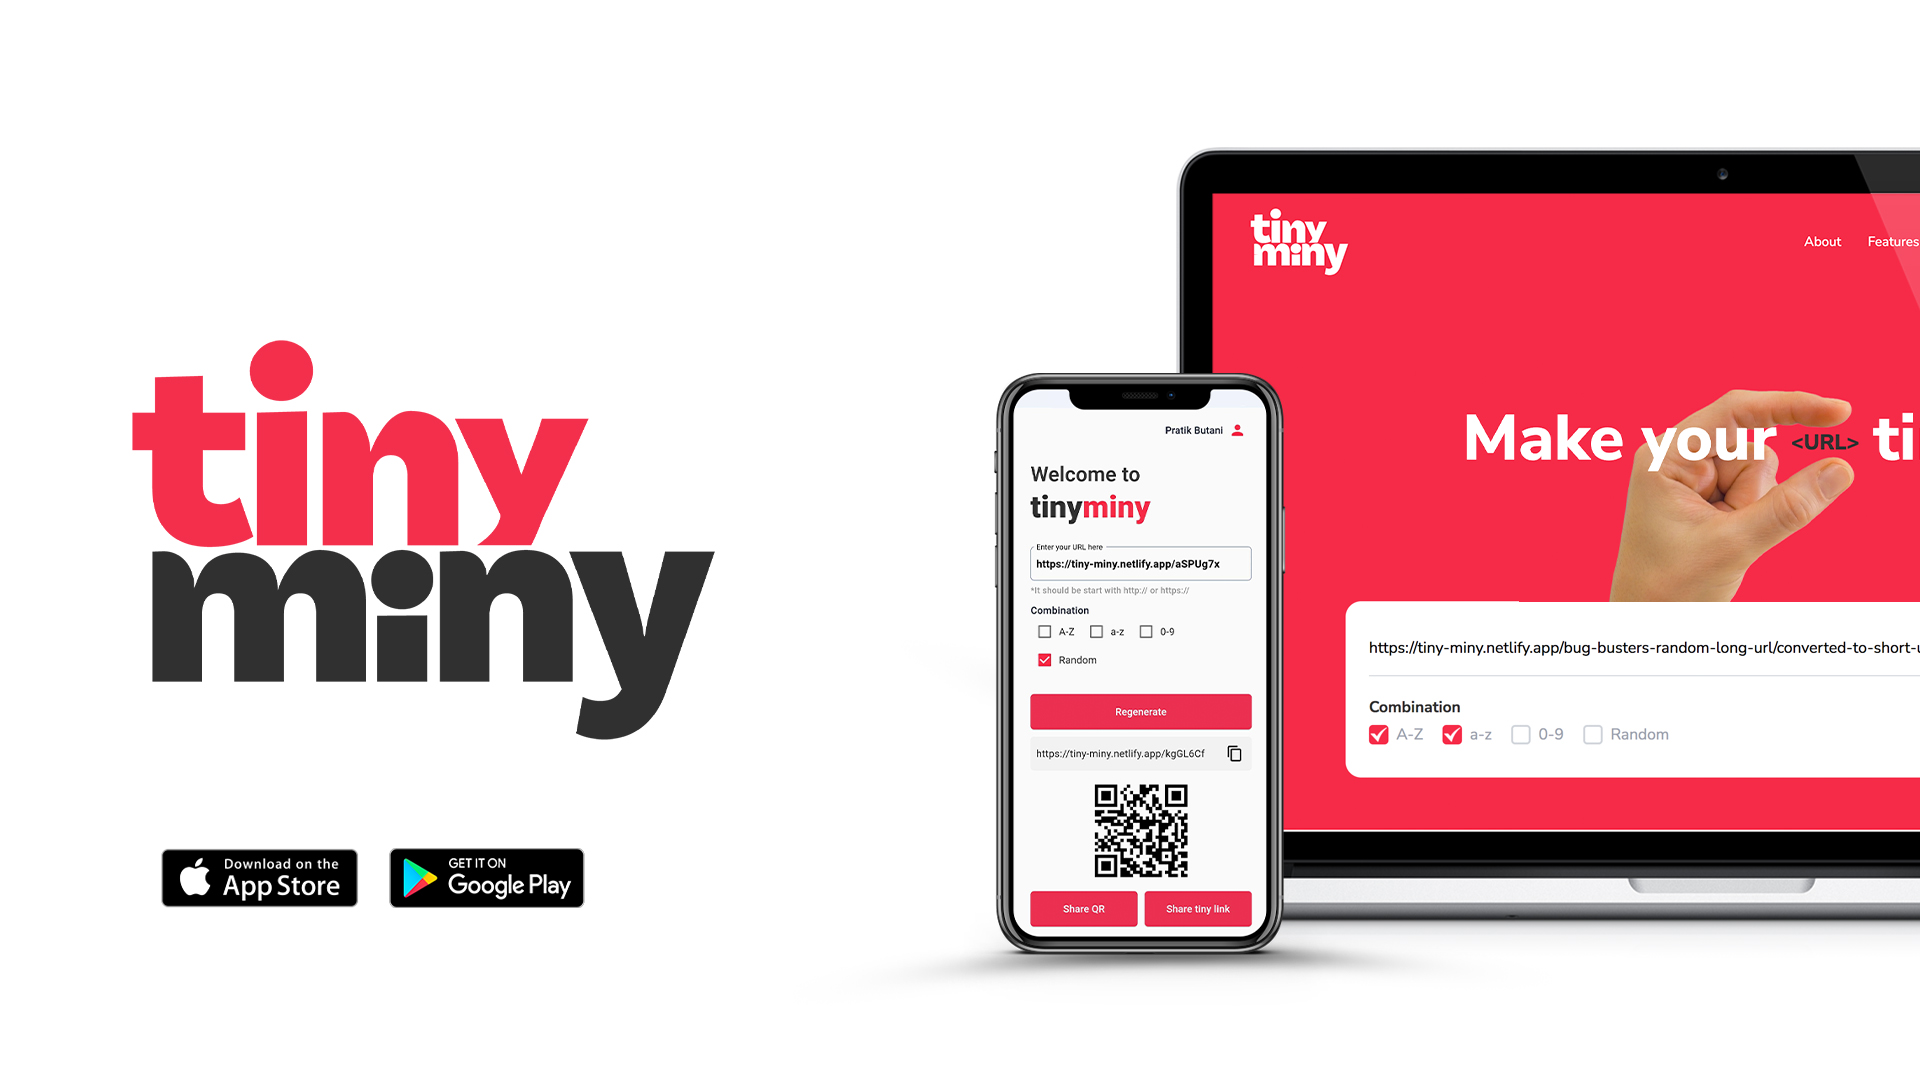 tiny
miny
Download on the
App Store
GET IT ON
Google Play
Pratik Butani
Welcome to
tinyminy
Enter your URL here
https://tiny-miny.netlify.app/aSPUg7x
*It should be start with http:// or https://
Combination
A-Z a-z 0-9
Random
Regenerate
https://tiny-miny.netlify.app/kgGL6Cf
Share QR Share tiny link
tiny
miny
About Features
Make your <URL> ti
https://tiny-miny.netlify.app/bug-busters-random-long-url/converted-to-short-u
Combination
A-Z a-z 0-9 Random